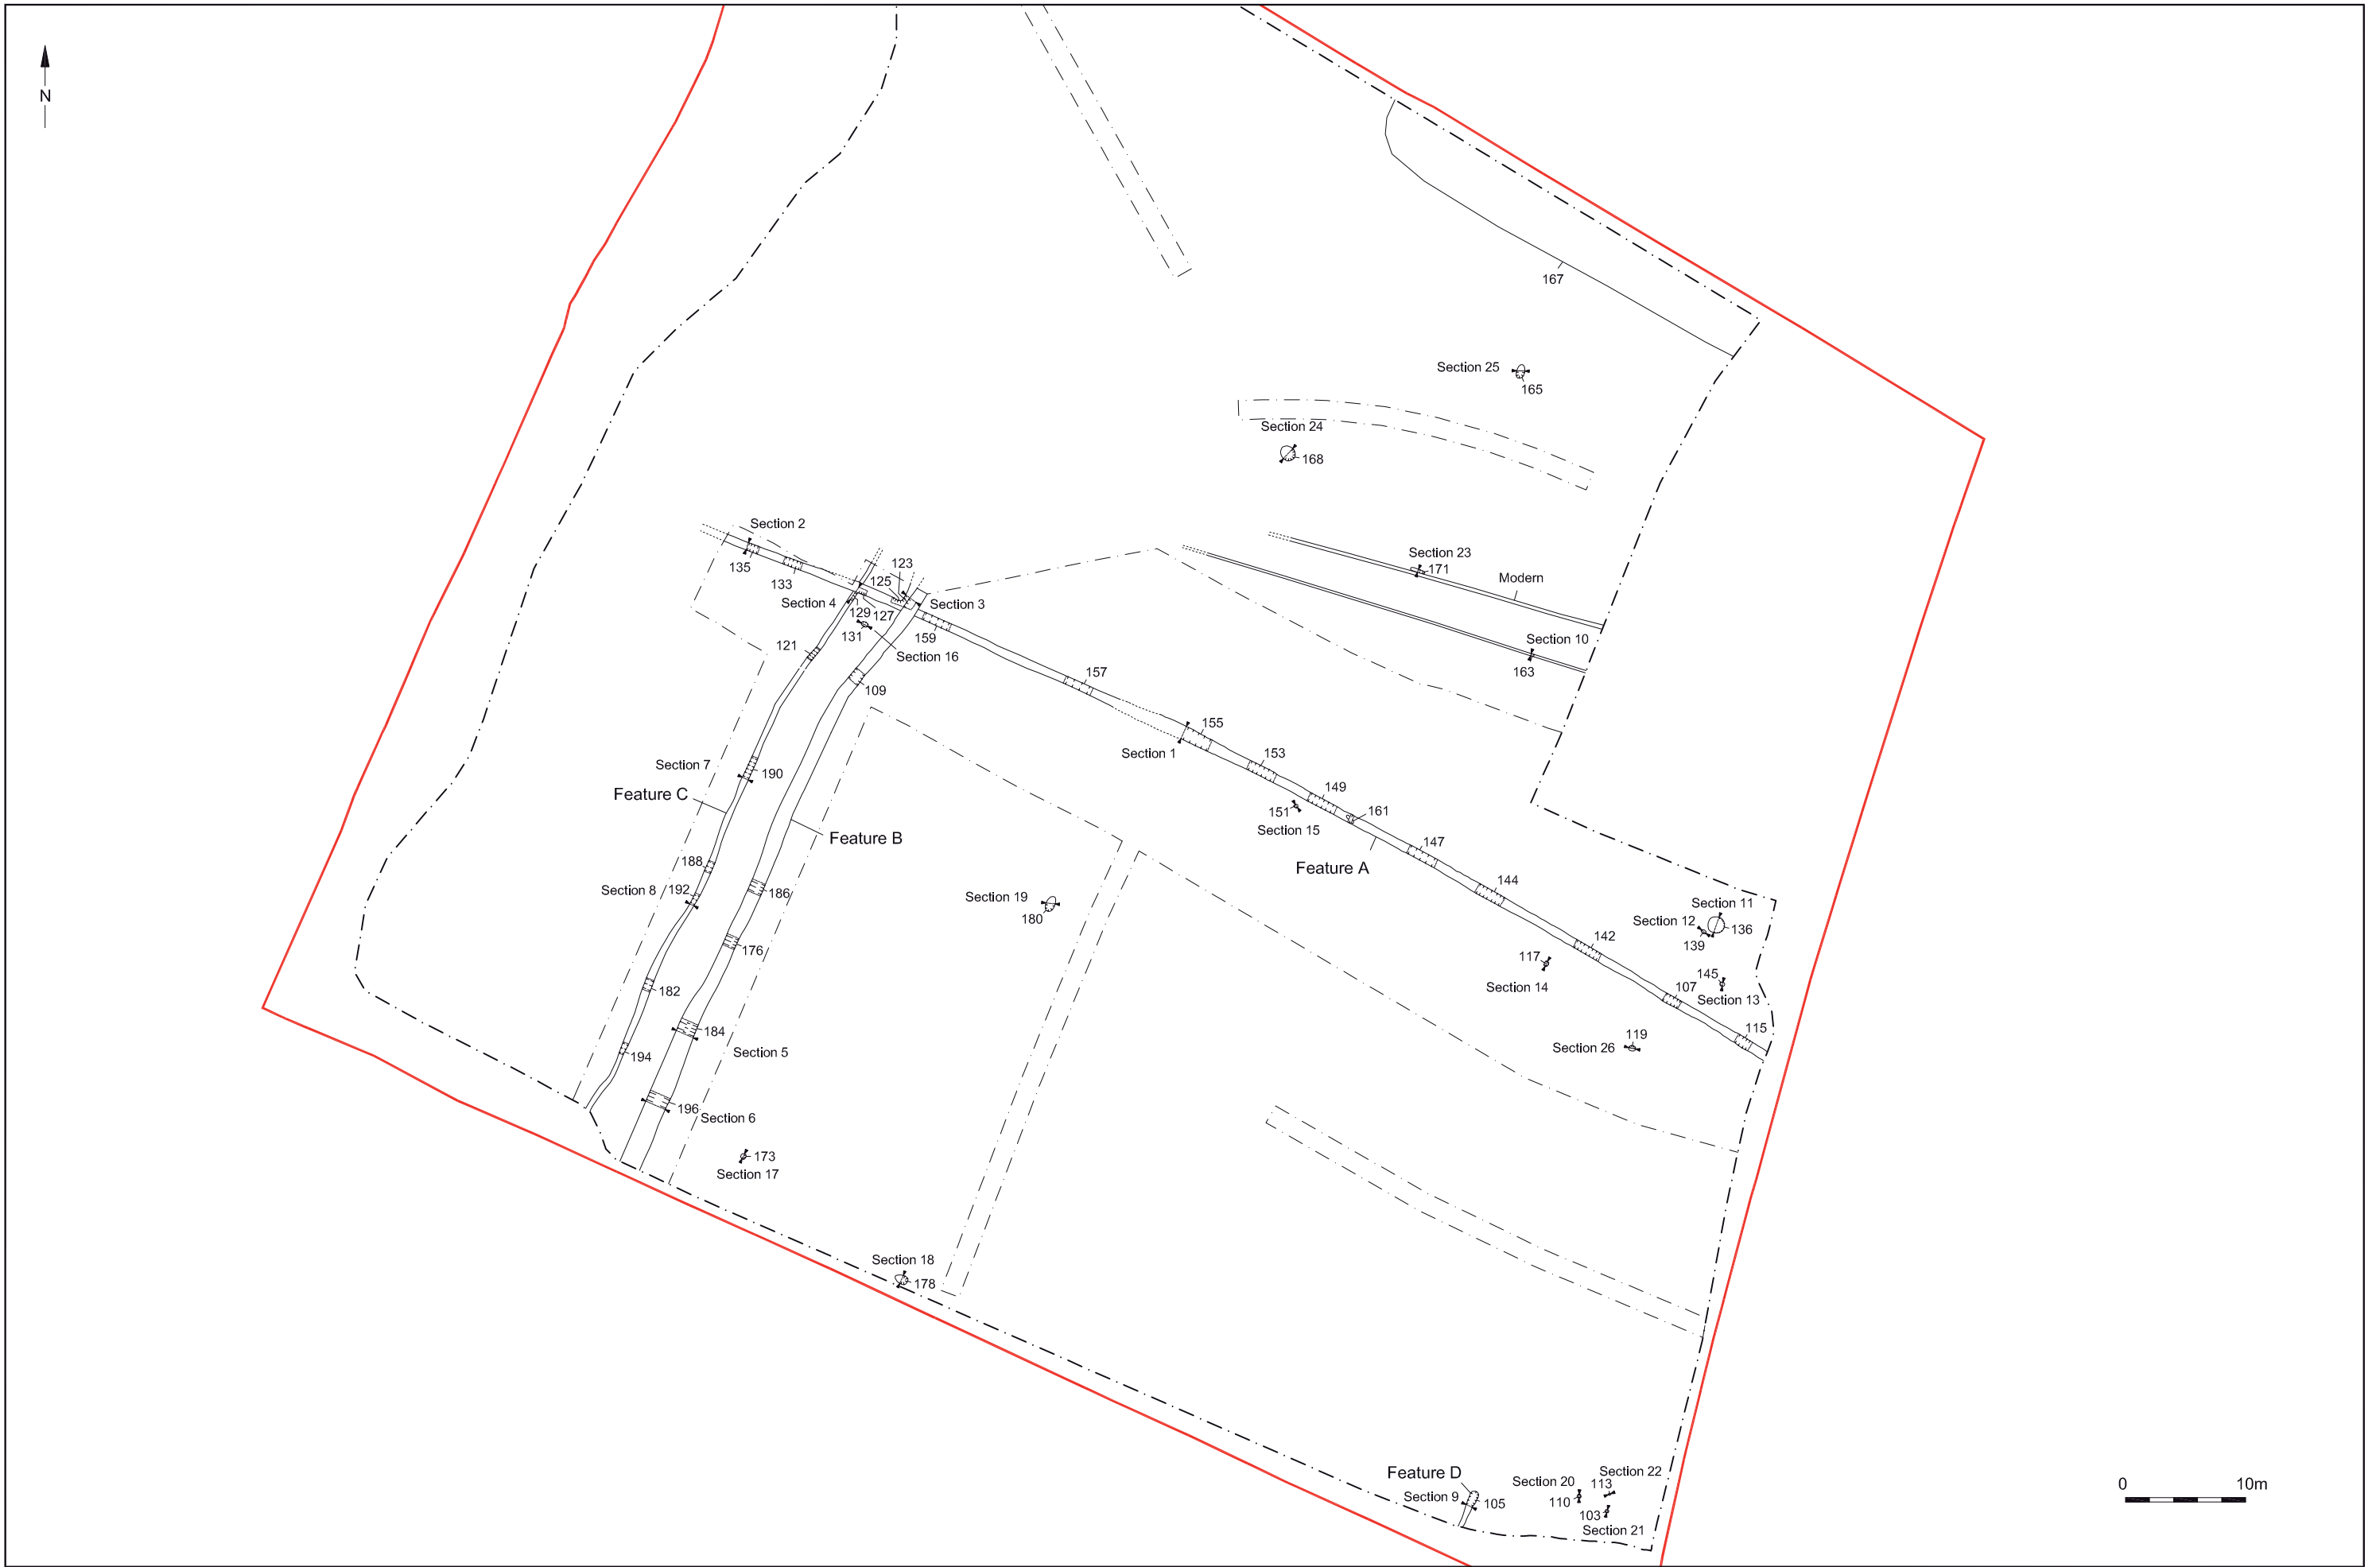 N
167
Section 25
165
Section 24
168
Section 2
Section 23
171
135
133
123
125
Modern
Section 4
129
127
Section 3
131
159
Section 10
121
Section 16
163
157
109
155
Section 1
153
Section 7
190
149
Feature C
151
161
Section 15
Feature B
147
188
Feature A
144
Section 8
192
186
Section 19
180
Section 11
Section 12
136
139
142
176
117
145
182
Section 14
107
Section 13
184
115
119
Section 5
194
Section 26
196
Section 6
173
Section 17
Section 18
178
Feature D
Section 22
Section 20
113
Section 9
105
110
103
Section 21
0
10m